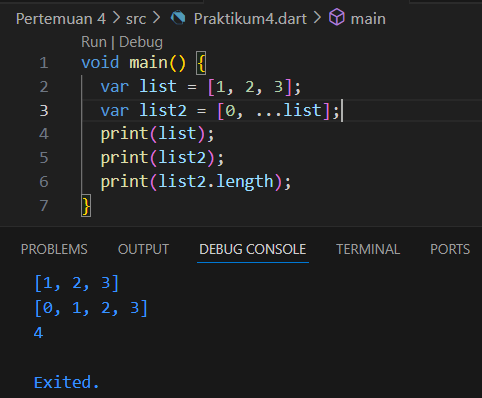 Pertemuan 4 > src > Praktikum4.dart > main
Run | Debug
1 void main() {
2 var list = [1, 2, 3];
3 var list2 = [0, ...list];
4 print(list);
5 print(list2);
6 print(list2.length);
7 }
PROBLEMS OUTPUT DEBUG CONSOLE TERMINAL PORTS
[1, 2, 3]
[0, 1, 2, 3]
4
Exited.